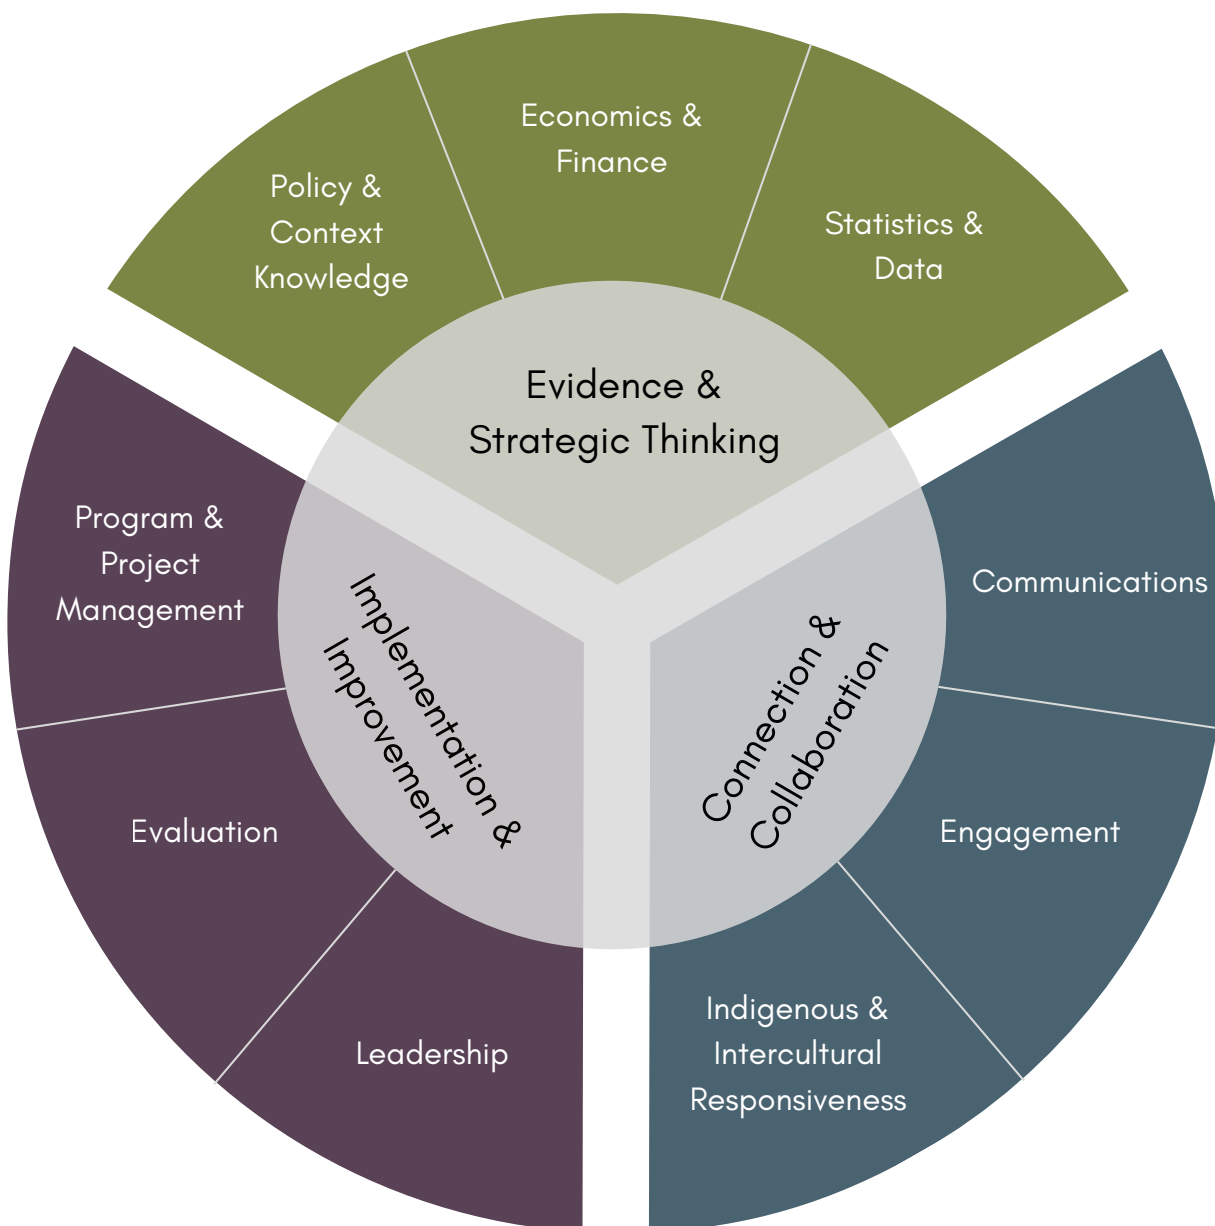 Economics &
Finance
Policy &
Context
Knowledge
Statistics &
Data
Evidence &
Strategic Thinking
Program &
Project
Management
Implementation &
Improvement
Connection &
Collaboration
Communications
Evaluation
Engagement
Leadership
Indigenous &
Intercultural
Responsiveness